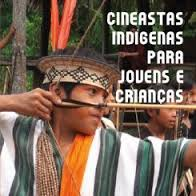 CINEASTAS
INDÍGENAS
PARA
JOVENS E
CRIANÇAS